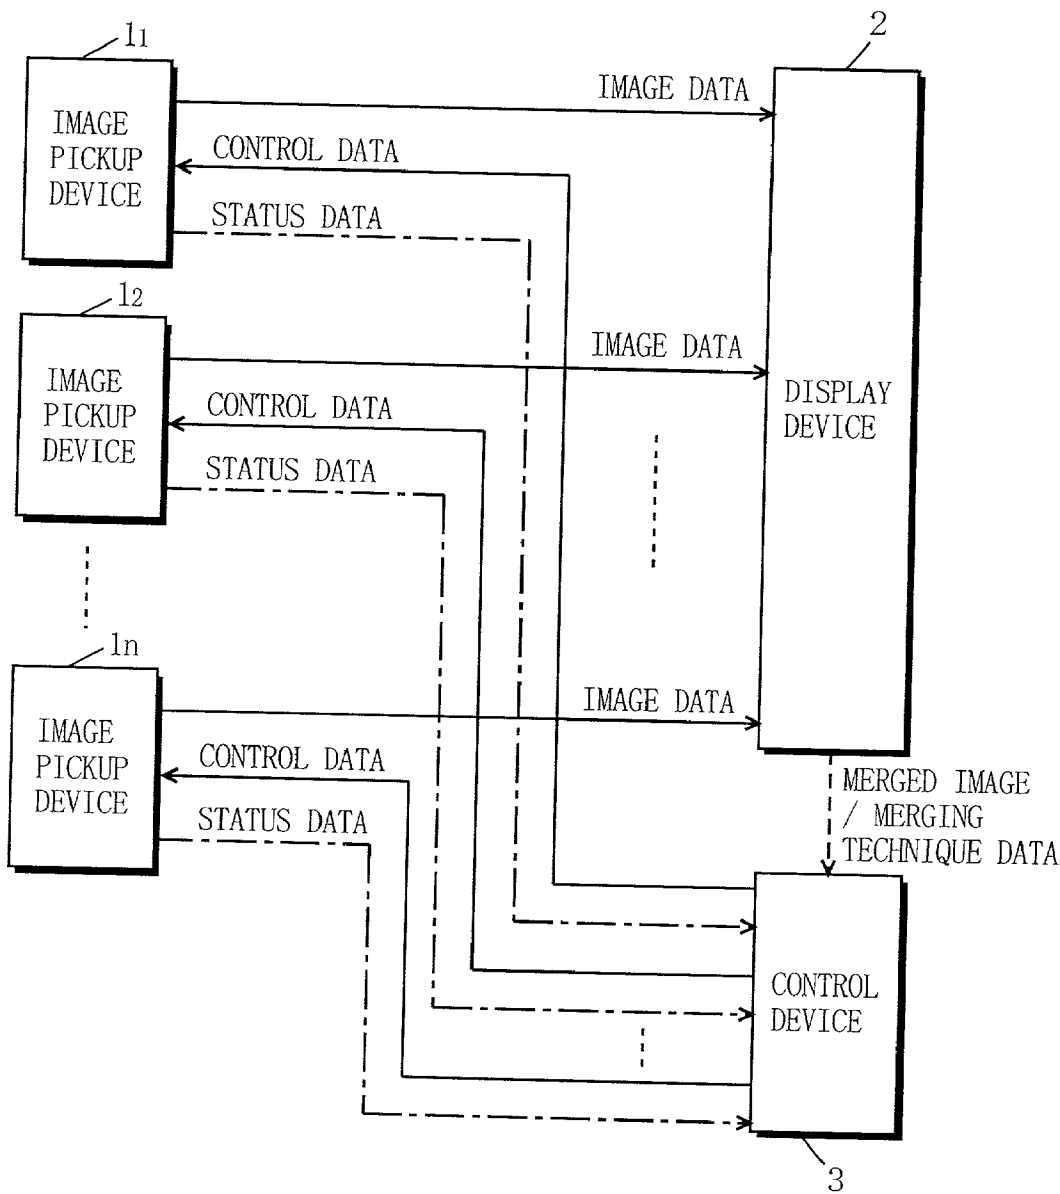 1₁
2
IMAGE
PICKUP
DEVICE
IMAGE DATA
CONTROL DATA
STATUS DATA
1₂
IMAGE
PICKUP
DEVICE
IMAGE DATA
CONTROL DATA
STATUS DATA
DISPLAY
DEVICE
1n
IMAGE
PICKUP
DEVICE
IMAGE DATA
CONTROL DATA
STATUS DATA
MERGED IMAGE
/ MERGING
TECHNIQUE DATA
CONTROL
DEVICE
3